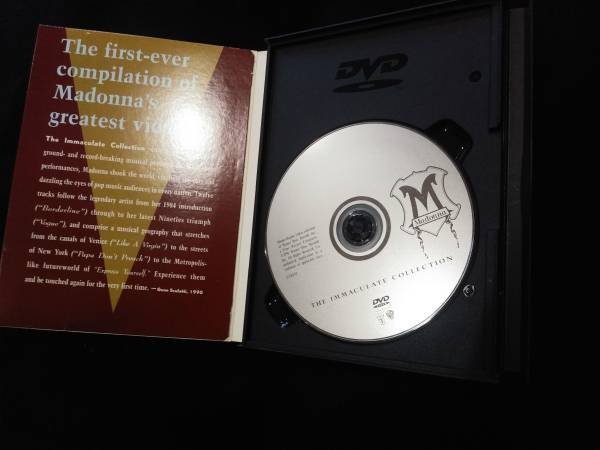 The first-ever
compilation of
Madonna's
greatest
The Immaculate Collection
ground- and record-breaking musical
performances, Madonna shook the world,
dazzling the eyes of pop music audiences in every nation. Twelve
tracks follow the legendary artist from her 1984 introduction
("Borderline") through to her latest Nineties triumph
("Vogue"), and comprise a musical geography that stretches
from the canals of Venice ("Like A Virgin") to the streets
of New York ("Papa Don't Preach") to the Metropolis-
like futureworld of "Express Yourself." Experience them
and be touched again for the very first time. — Gene Sculatti, 1990
DVD
M
Madonna
THE IMMACULATE COLLECTION
DVD
VIDEO